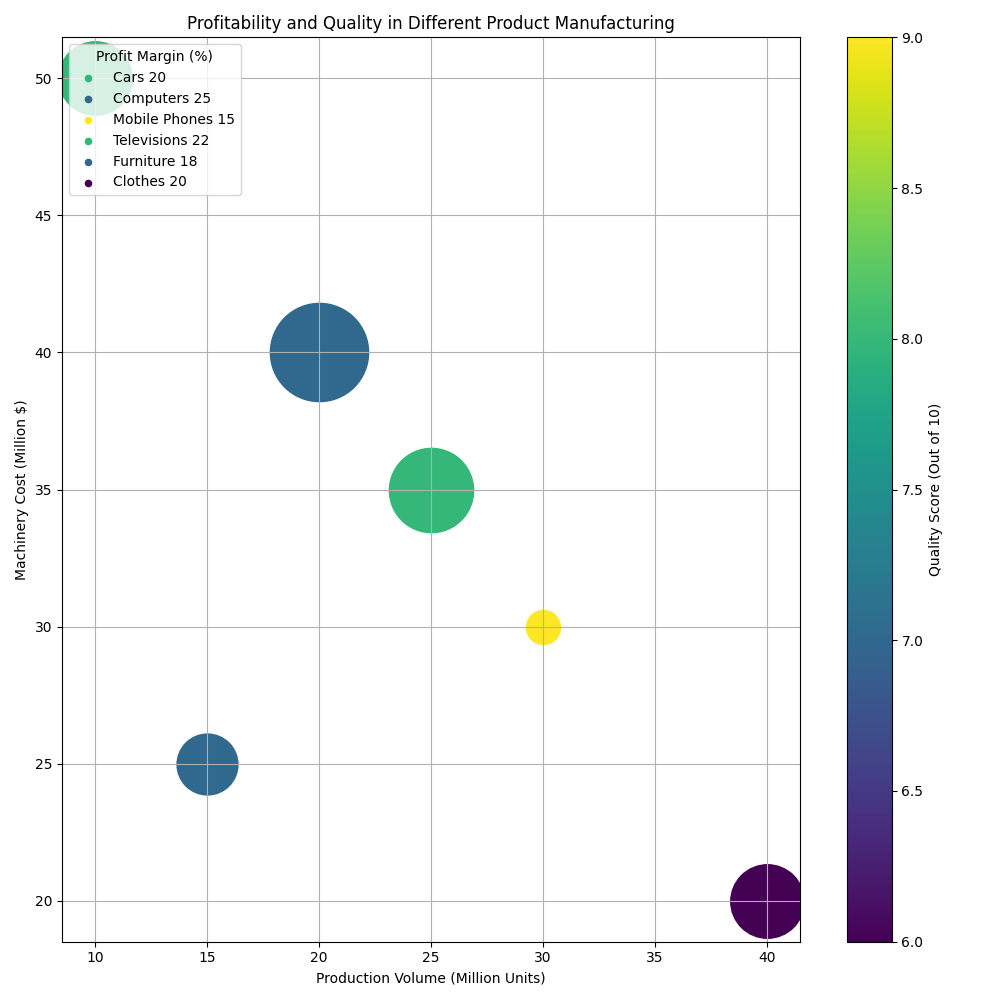 Profitability and Quality in Different Product Manufacturing
Profit Margin (%)
Cars 20
Computers 25
Mobile Phones 15
Televisions 22
Furniture 18
Clothes 20
50
45
40
35
30
25
20
Machinery Cost (Million $)
10 15 20 25 30 35 40
Production Volume (Million Units)
9.0
8.5
8.0
7.5
7.0
6.5
6.0
Quality Score (Out of 10)